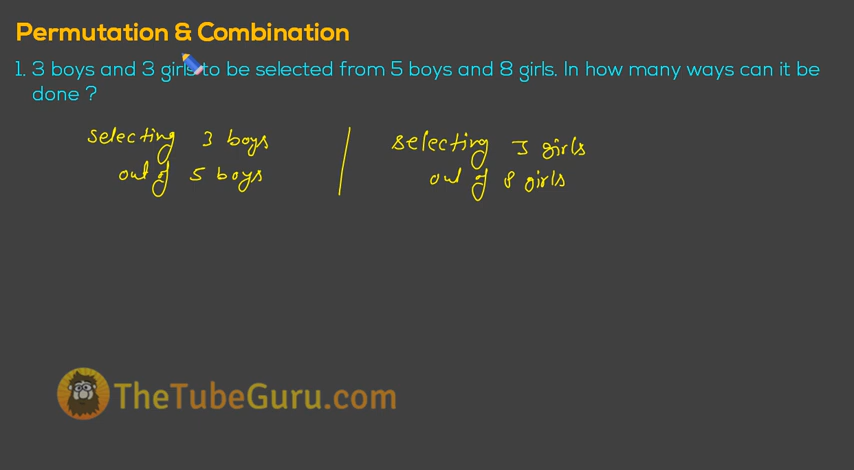 Permutation & Combination
1. 3 boys and 3 girls to be selected from 5 boys and 8 girls. In how many ways can it be
done ?
selecting 3 boys
out of 5 boys
selecting 3 girls
out of 8 girls
TheTubeGuru.com